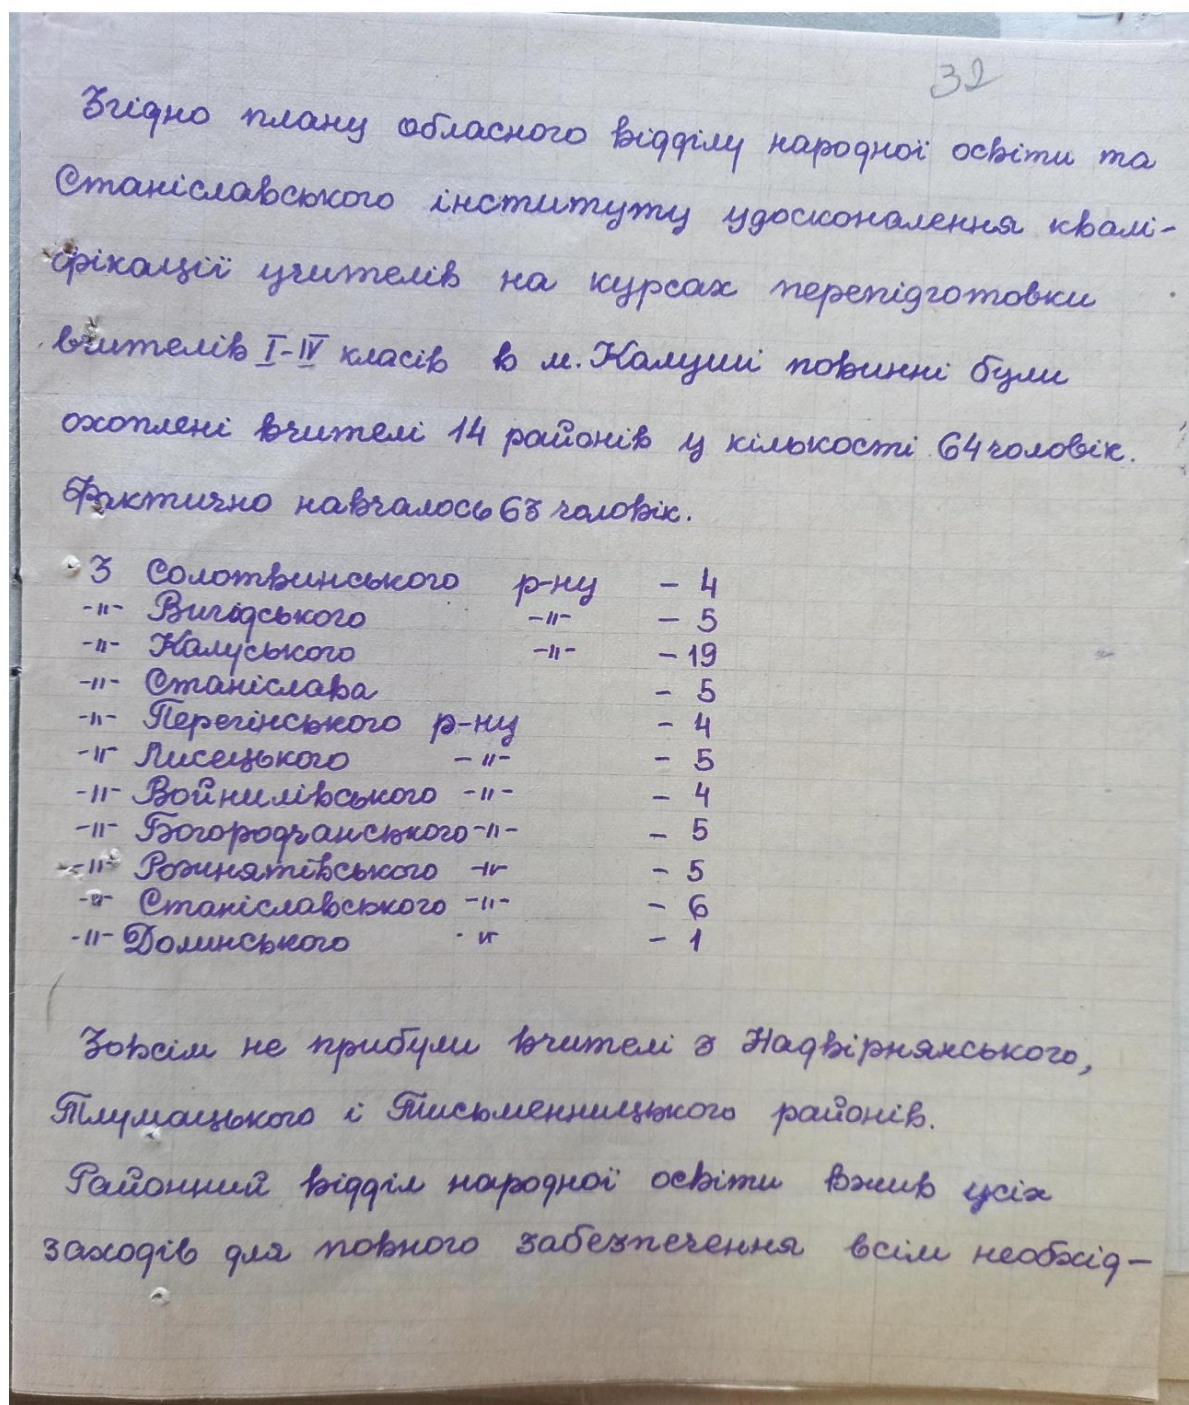 32
Згідно плану обласного відділу народної освіти та
Станіславського інституту удосконалення квалі-
фікації учителів на курсах перепідготовки
вчителів I-IV класів в м. Калуші повинні були
охоплені вчителі 14 районів у кількості 64 чоловік.
Фактично навчалось 63 чоловік.
З Солотвинського р-ну - 4
-"- Вигодського -"- - 5
-"- Калуського -"- - 19
-"- Станіслава - 5
-"- Перегінського р-ну - 4
-"- Лисецького -"- - 5
-"- Войнилівського -"- - 4
-"- Богородчанського -"- - 5
-"- Рожнятівського -"- - 5
-"- Станіславського -"- - 6
-"- Долинського -"- - 1
Зовсім не прибули вчителі з Надвірнянського,
Тлумацького і Тисьменницького районів.
Районний відділ народної освіти вжив усіх
заходів для повного забезпечення всім необхід-